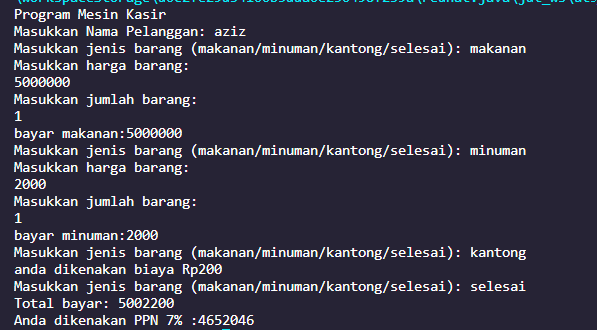 Program Mesin Kasir
Masukkan Nama Pelanggan: aziz
Masukkan jenis barang (makanan/minuman/kantong/selesai): makanan
Masukkan harga barang:
5000000
Masukkan jumlah barang:
1
bayar makanan:5000000
Masukkan jenis barang (makanan/minuman/kantong/selesai): minuman
Masukkan harga barang:
2000
Masukkan jumlah barang:
1
bayar minuman:2000
Masukkan jenis barang (makanan/minuman/kantong/selesai): kantong
anda dikenakan biaya Rp200
Masukkan jenis barang (makanan/minuman/kantong/selesai): selesai
Total bayar: 5002200
Anda dikenakan PPN 7% :4652046